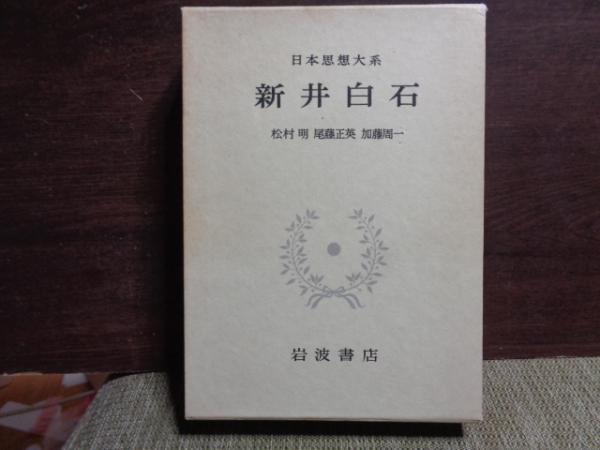 日本思想大系
新井白石
松村明 尾藤正英 加藤周一
岩波書店